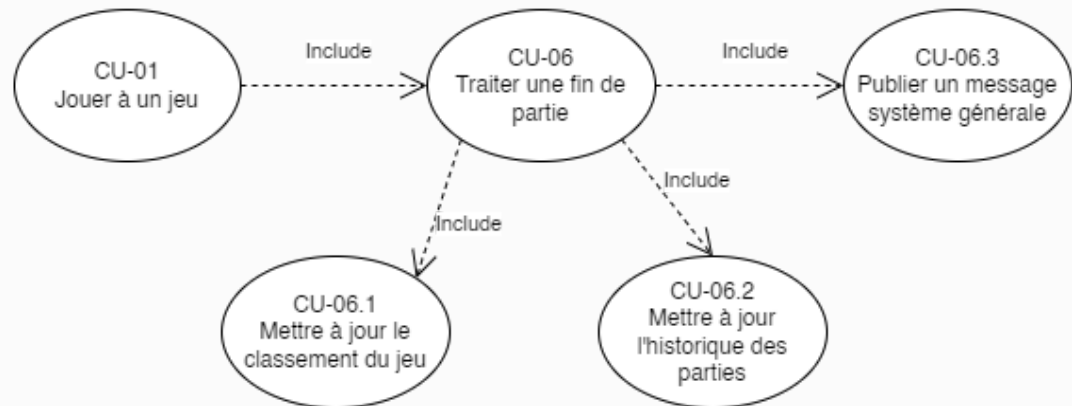 CU-01
Jouer à un jeu
Include
CU-06
Traiter une fin de
partie
Include
CU-06.3
Publier un message
système générale
Include
Include
CU-06.1
Mettre à jour le
classement du jeu
CU-06.2
Mettre à jour
l'historique des
parties